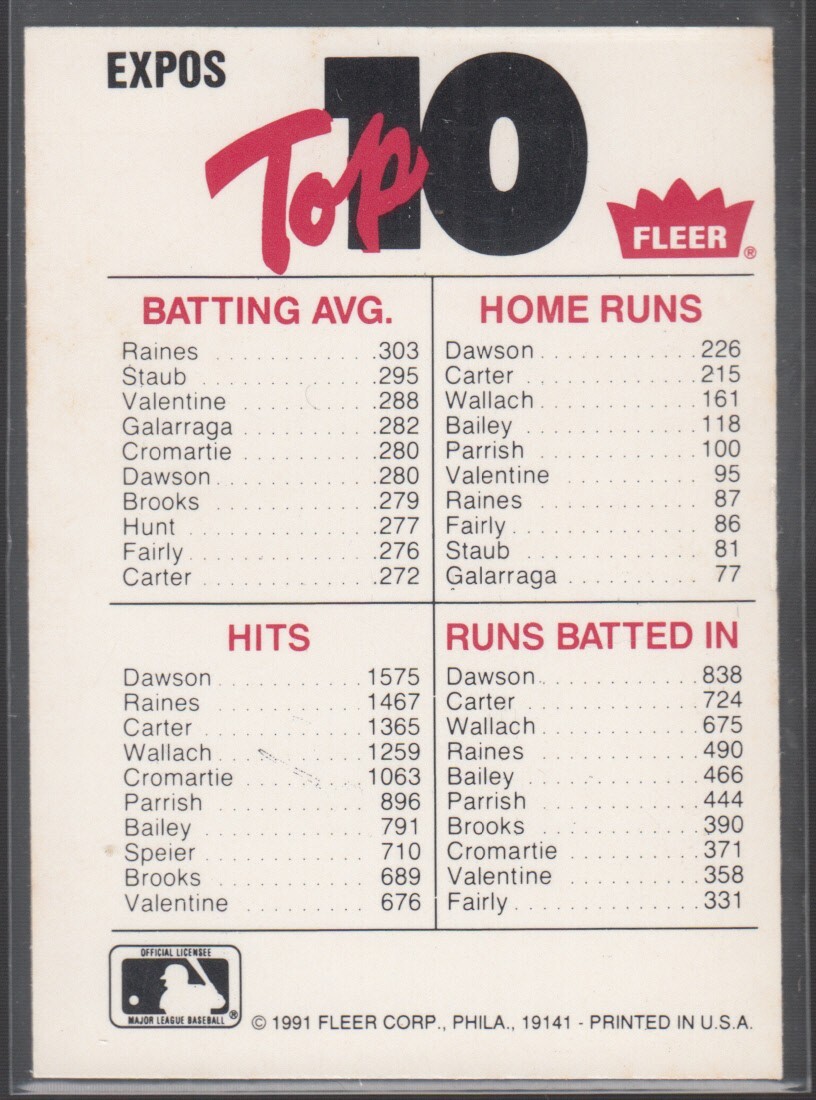 EXPOS
Top 10
FLEER®
BATTING AVG.
Raines .303
Staub .295
Valentine .288
Galarraga .282
Cromartie .280
Dawson .280
Brooks .279
Hunt .277
Fairly .276
Carter .272
HOME RUNS
Dawson 226
Carter 215
Wallach 161
Bailey 118
Parrish 100
Valentine 95
Raines 87
Fairly 86
Staub 81
Galarraga 77
HITS
Dawson 1575
Raines 1467
Carter 1365
Wallach 1259
Cromartie 1063
Parrish 896
Bailey 791
Speier 710
Brooks 689
Valentine 676
RUNS BATTED IN
Dawson 838
Carter 724
Wallach 675
Raines 490
Bailey 466
Parrish 444
Brooks 390
Cromartie 371
Valentine 358
Fairly 331
OFFICIAL LICENSEE
MAJOR LEAGUE BASEBALL®
© 1991 FLEER CORP., PHILA., 19141 - PRINTED IN U.S.A.